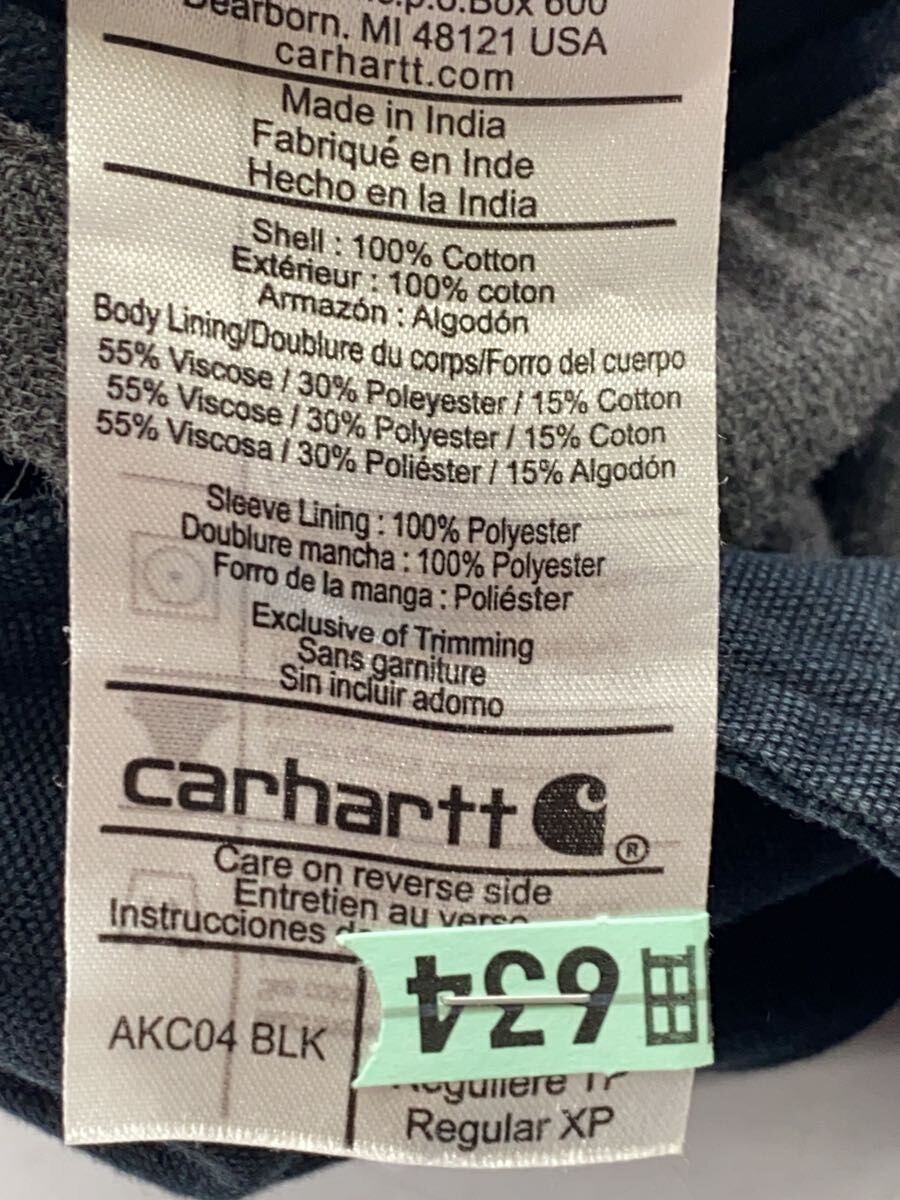 P.O.Box 600
Dearborn, MI 48121 USA
carhartt.com
Made in India
Fabriqué en Inde
Hecho en la India
Shell : 100% Cotton
Extérieur : 100% coton
Armazón : Algodón
Body Lining/Doublure du corps/Forro del cuerpo
55% Viscose / 30% Poleyester / 15% Cotton
55% Viscose / 30% Polyester / 15% Coton
55% Viscosa / 30% Poliéster / 15% Algodón
Sleeve Lining : 100% Polyester
Doublure mancha : 100% Polyester
Forro de la manga : Poliéster
Exclusive of Trimming
Sans garniture
Sin incluir adorno
carhartt ®
Care on reverse side
Entretien au verso
Instrucciones
634
AKC04 BLK
Regulière TP
Regular XP